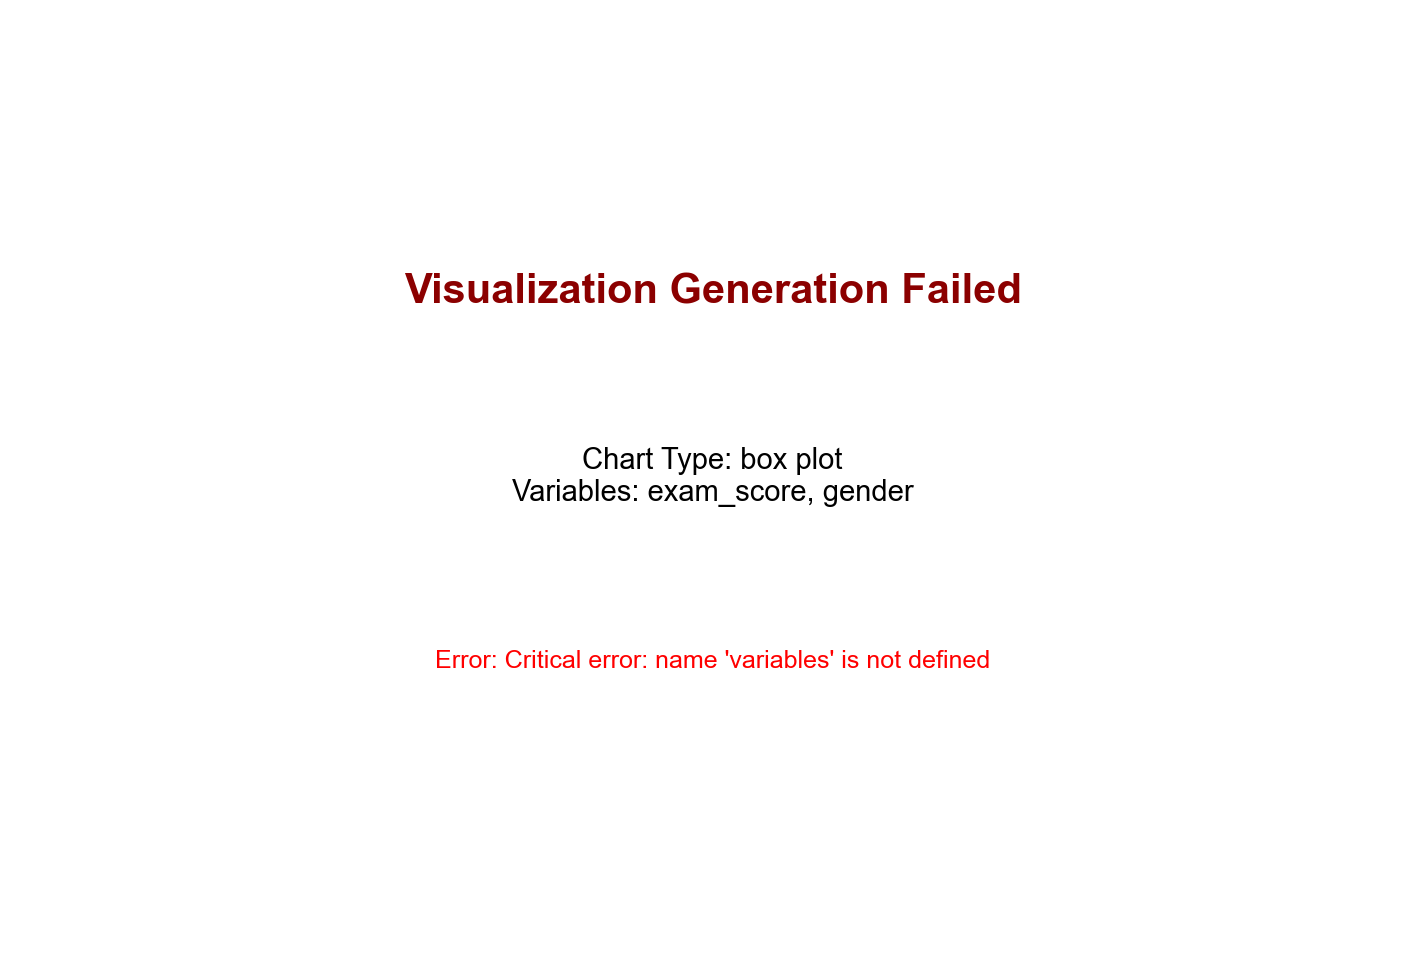 Visualization Generation Failed
Chart Type: box plot
Variables: exam_score, gender
Error: Critical error: name 'variables' is not defined